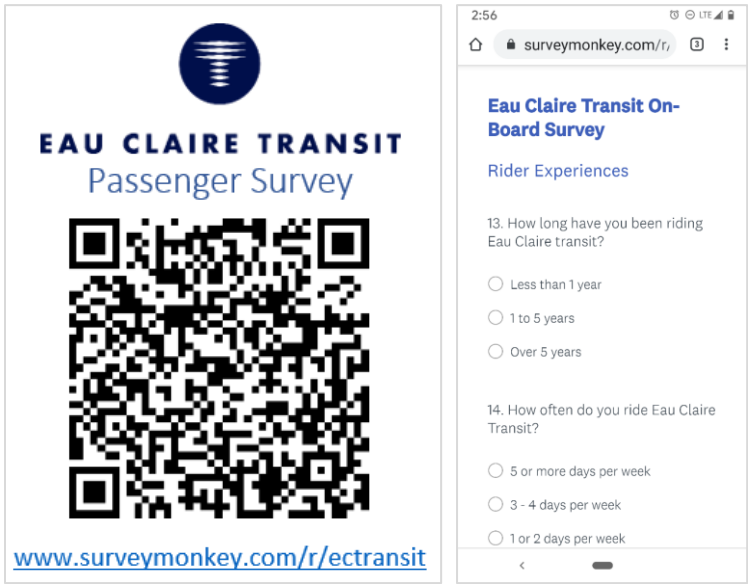 EAU CLAIRE TRANSIT
Passenger Survey
www.surveymonkey.com/r/ectransit
2:56
LTE
surveymonkey.com/r/
3
Eau Claire Transit On-
Board Survey
Rider Experiences
13. How long have you been riding
Eau Claire transit?
Less than 1 year
1 to 5 years
Over 5 years
14. How often do you ride Eau Claire
Transit?
5 or more days per week
3 - 4 days per week
1 or 2 days per week